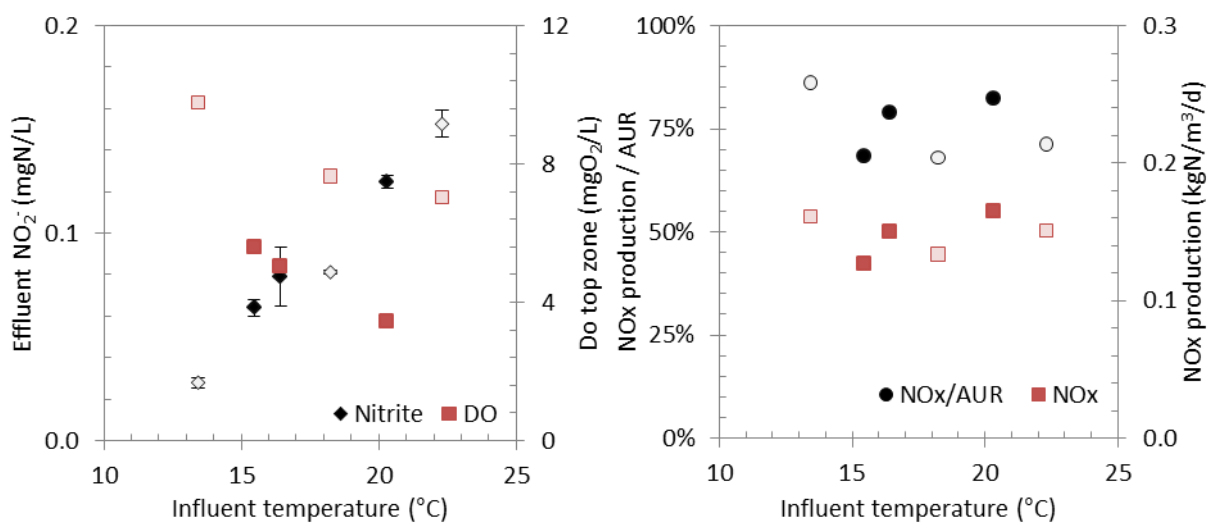 0.2
0.1
0.0
Effluent NO2- (mgN/L)
12
8
4
0
Do top zone (mgO2/L)
Nitrite
DO
10 15 20 25
Influent temperature (°C)
100%
75%
50%
25%
0%
NOx production / AUR
0.3
0.2
0.1
0.0
NOx production (kgN/m3/d)
NOx/AUR
NOx
10 15 20 25
Influent temperature (°C)